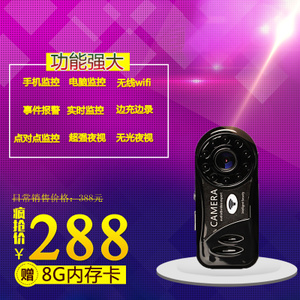 功能强大
手机监控 电脑监控 无线wifi
事件报警 实时监控 边充边录
点对点监控 超强夜视 无光夜视
日常销售价格：388元
疯抢价￥288
赠 8G内存卡
CAMERA